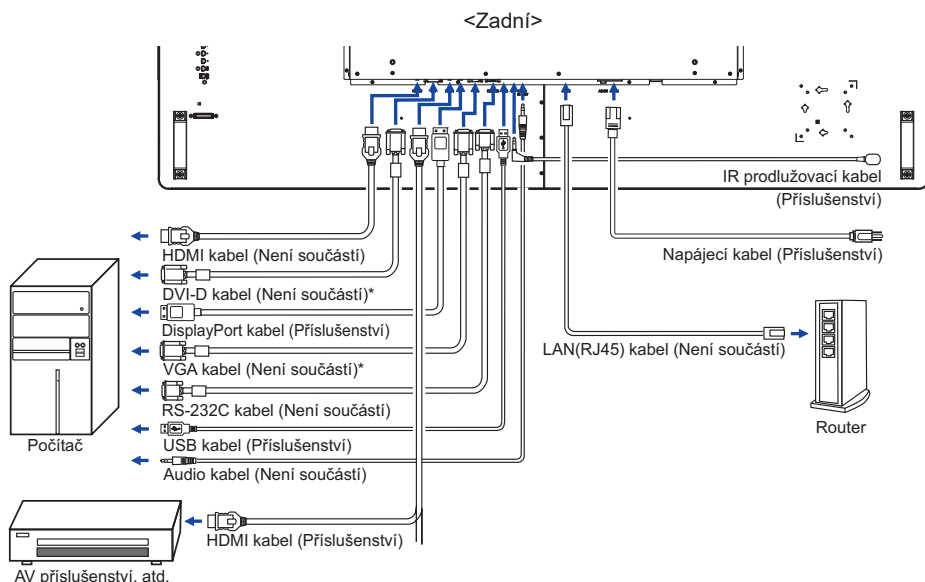 <Zadní>
IR prodlužovací kabel
(Příslušenství)
HDMI kabel (Není součástí)
Napájecí kabel (Příslušenství)
DVI-D kabel (Není součástí)*
DisplayPort kabel (Příslušenství)
LAN(RJ45) kabel (Není součástí)
VGA kabel (Není součástí)*
RS-232C kabel (Není součástí)
Router
USB kabel (Příslušenství)
Počítač
Audio kabel (Není součástí)
HDMI kabel (Příslušenství)
AV příslušenství, atd.